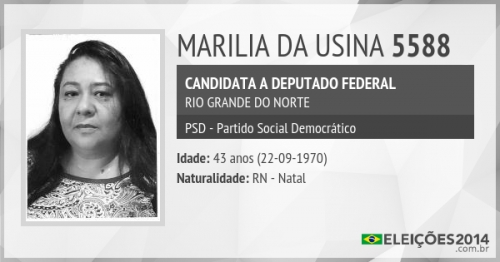 MARILIA DA USINA 5588
CANDIDATA A DEPUTADO FEDERAL
RIO GRANDE DO NORTE
PSD - Partido Social Democrático
Idade: 43 anos (22-09-1970)
Naturalidade: RN - Natal
ELEIÇÕES2014
.com.br